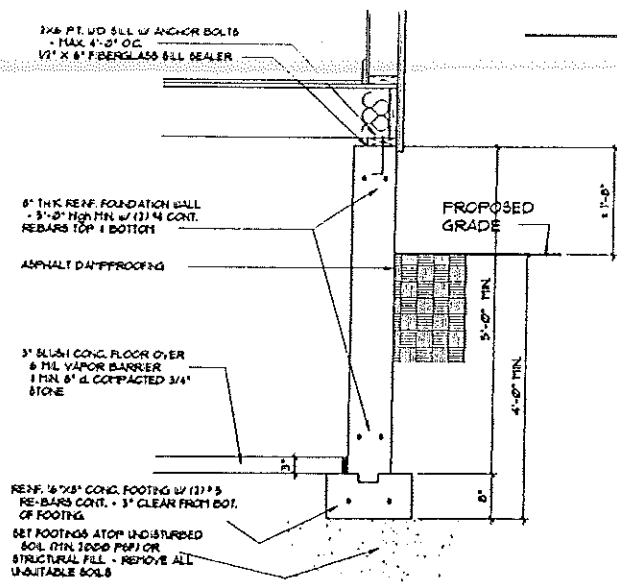 2X6 P.T. WD SILL W/ ANCHOR BOLTS
- MAX. 4'-0" O.C.
1/2" X 6" FIBERGLASS SILL SEALER
8" THK REINF. FOUNDATION WALL
- 5'-0" High MIN. W/ (2) #4 CONT.
REBARS TOP & BOTTOM
ASPHALT DAMPPROOFING
PROPOSED
GRADE
± 1'-8"
5'-0" MIN.
4'-0" MIN.
3" SLUSH CONC. FLOOR OVER
6 MIL VAPOR BARRIER
& MIN. 8" of COMPACTED 3/4"
STONE
3"
8"
REINF. 16"X8" CONC. FOOTING W/ (2) #5
RE-BARS CONT. - 3" CLEAR FROM BOT.
OF FOOTING
SET FOOTINGS ATOP UNDISTURBED
SOIL (MIN. 2000 PSF) OR
STRUCTURAL FILL - REMOVE ALL
UNSUITABLE SOILS